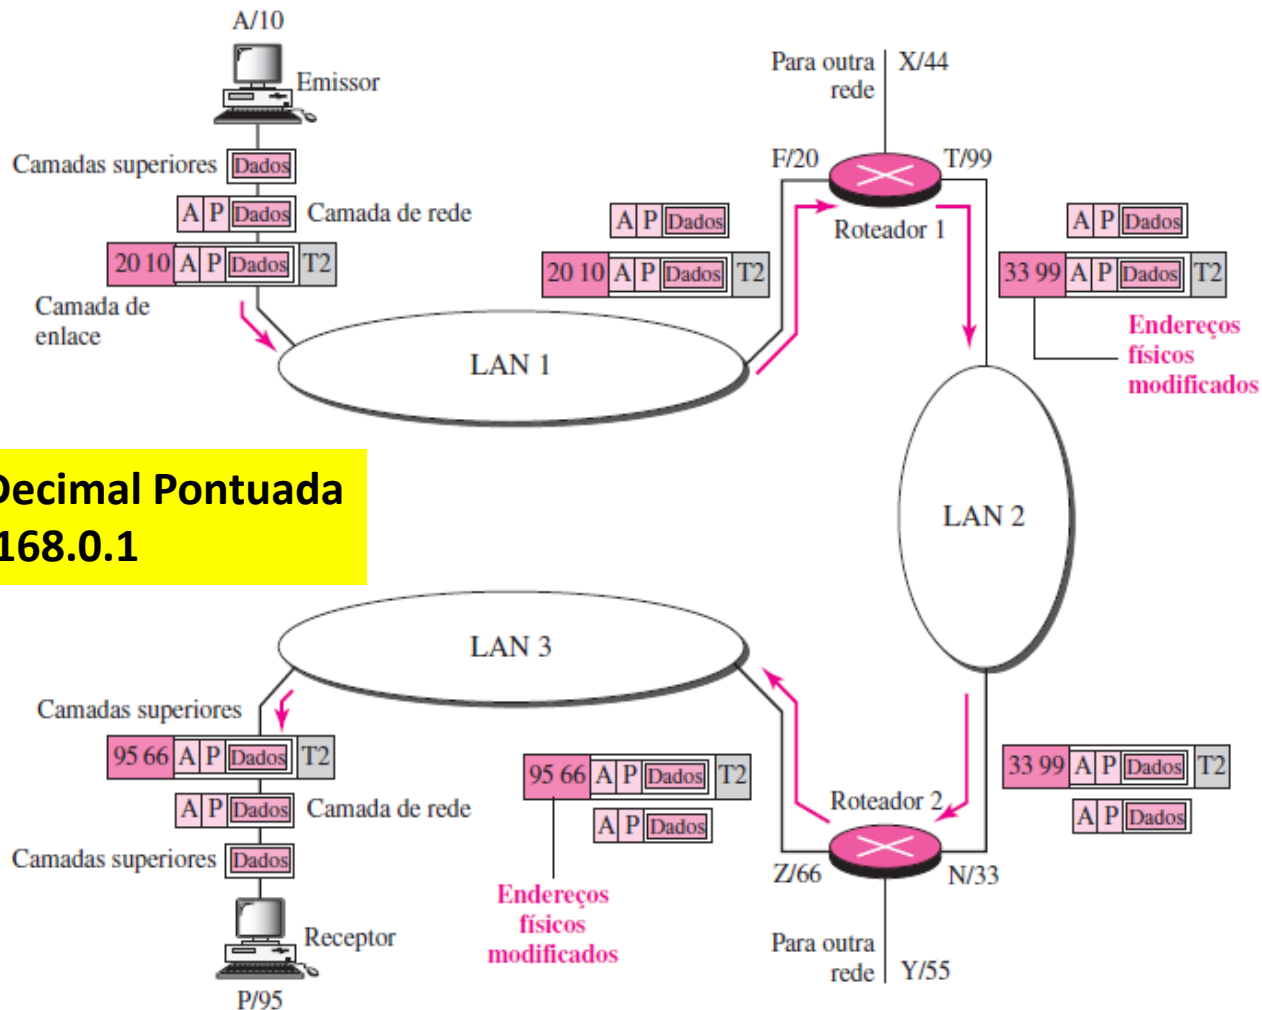 A/10
Emissor
Para outra
rede
X/44
Camadas superiores Dados
F/20
T/99
A P Dados Camada de rede
A P Dados
Roteador 1
A P Dados
20 10 A P Dados T2
20 10 A P Dados T2
33 99 A P Dados T2
Camada de
enlace
Endereços
físicos
modificados
LAN 1
Decimal Pontuada
168.0.1
LAN 2
LAN 3
Camadas superiores
95 66 A P Dados T2
95 66 A P Dados T2
33 99 A P Dados T2
A P Dados Camada de rede
A P Dados
Roteador 2
A P Dados
Camadas superiores Dados
Z/66
N/33
Endereços
físicos
modificados
Receptor
Para outra
rede
Y/55
P/95